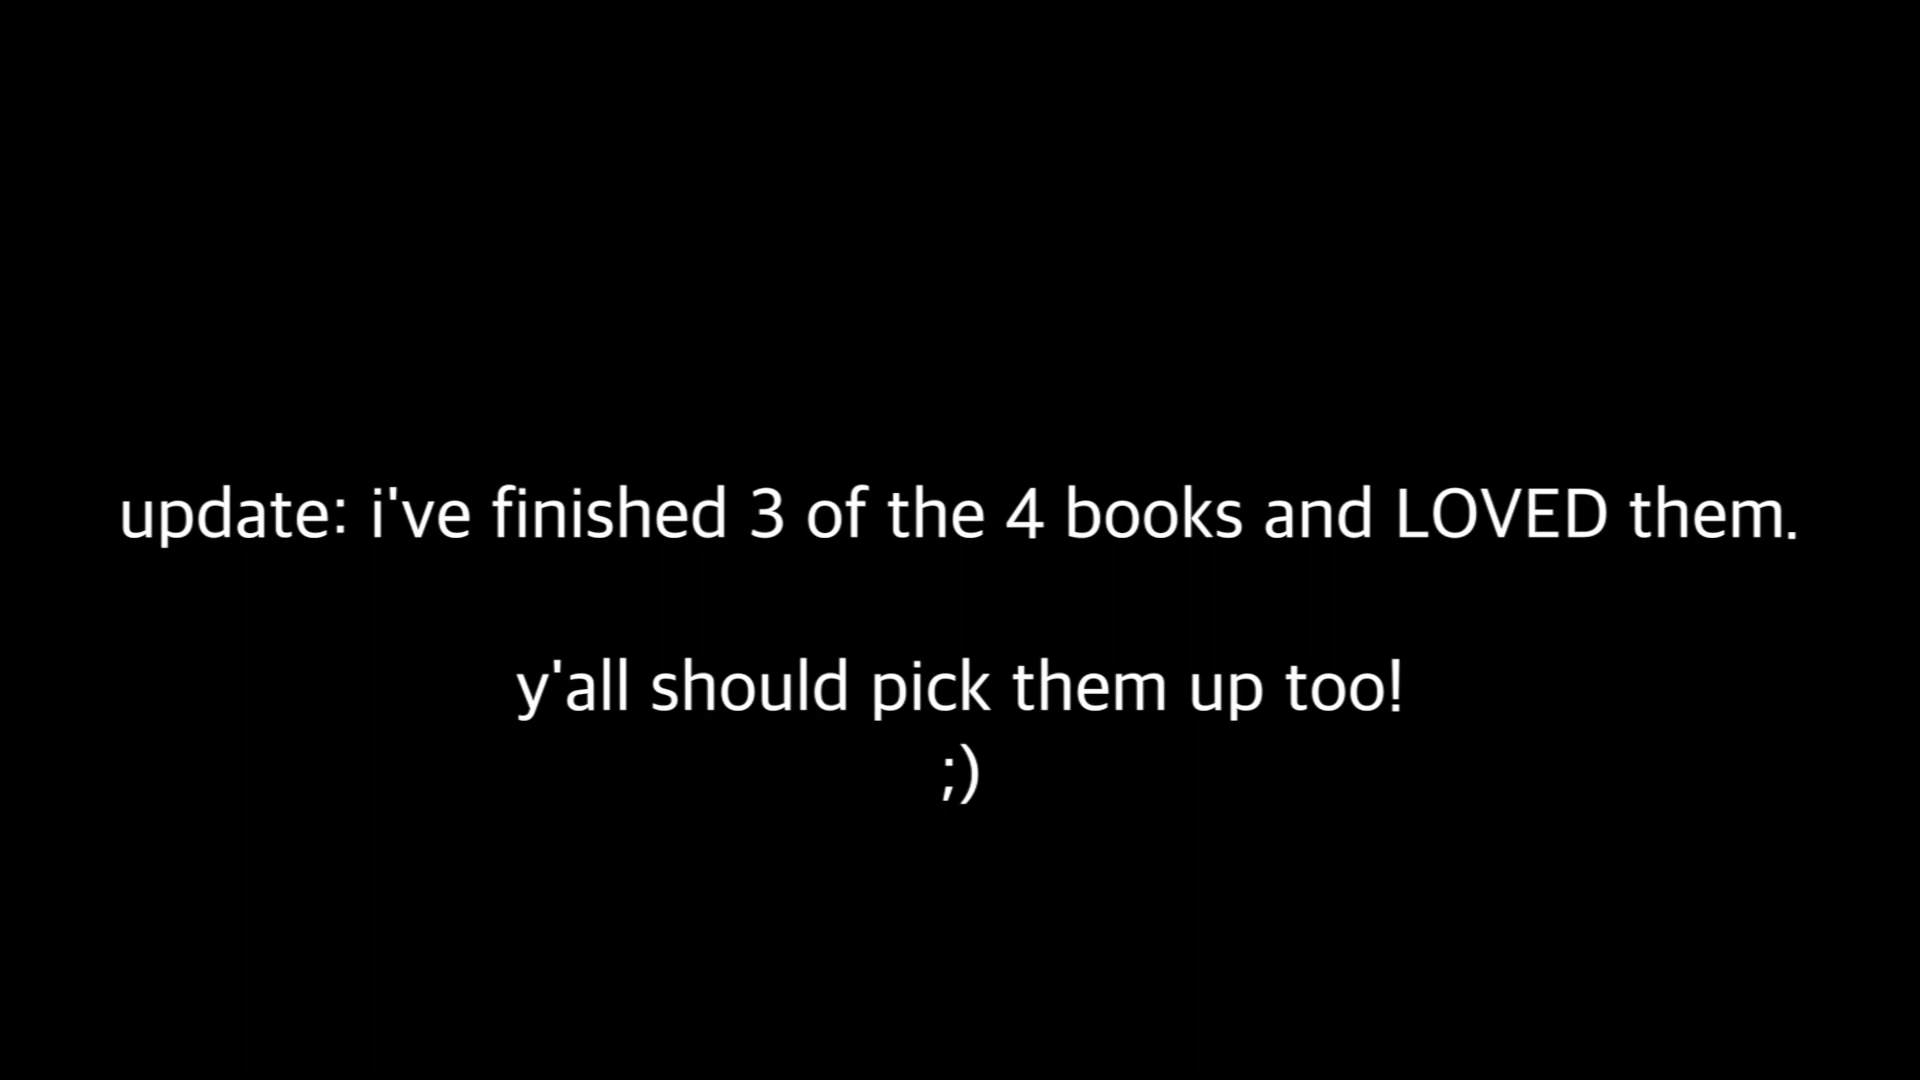 update: i've finished 3 of the 4 books and LOVED them.
y'all should pick them up too!
;)